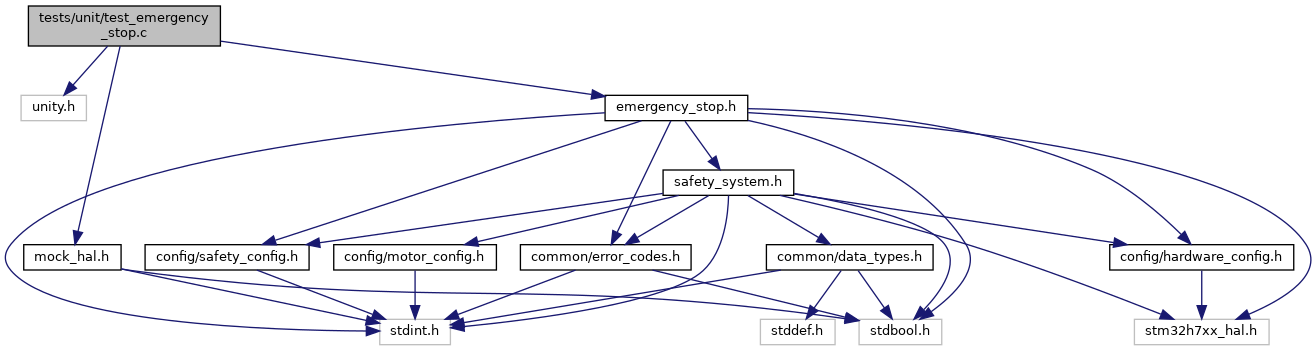 tests/unit/test_emergency
_stop.c
unity.h
emergency_stop.h
safety_system.h
mock_hal.h
config/safety_config.h
config/motor_config.h
common/error_codes.h
common/data_types.h
config/hardware_config.h
stdint.h
stddef.h
stdbool.h
stm32h7xx_hal.h